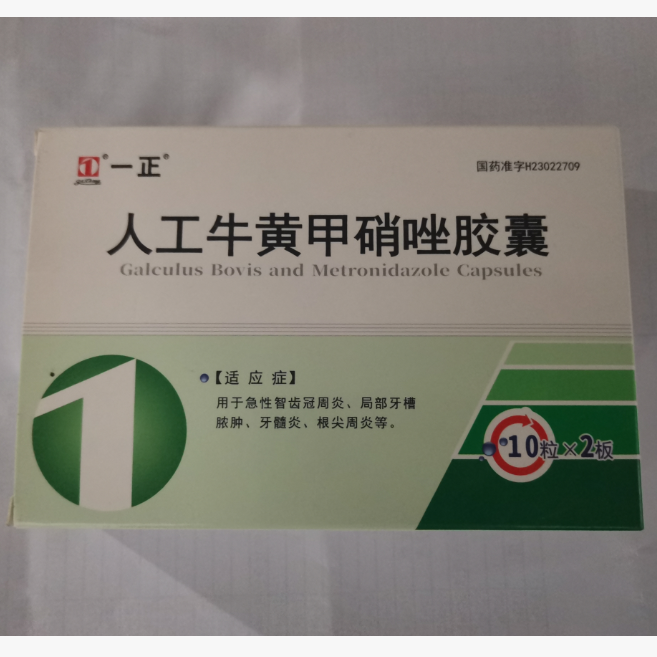 1®一正®
国药准字H23022709
人工牛黄甲硝唑胶囊
Galculus Bovis and Metronidazole Capsules
1
【适应症】
用于急性智齿冠周炎、局部牙槽
脓肿、牙髓炎、根尖周炎等。
10粒×2板